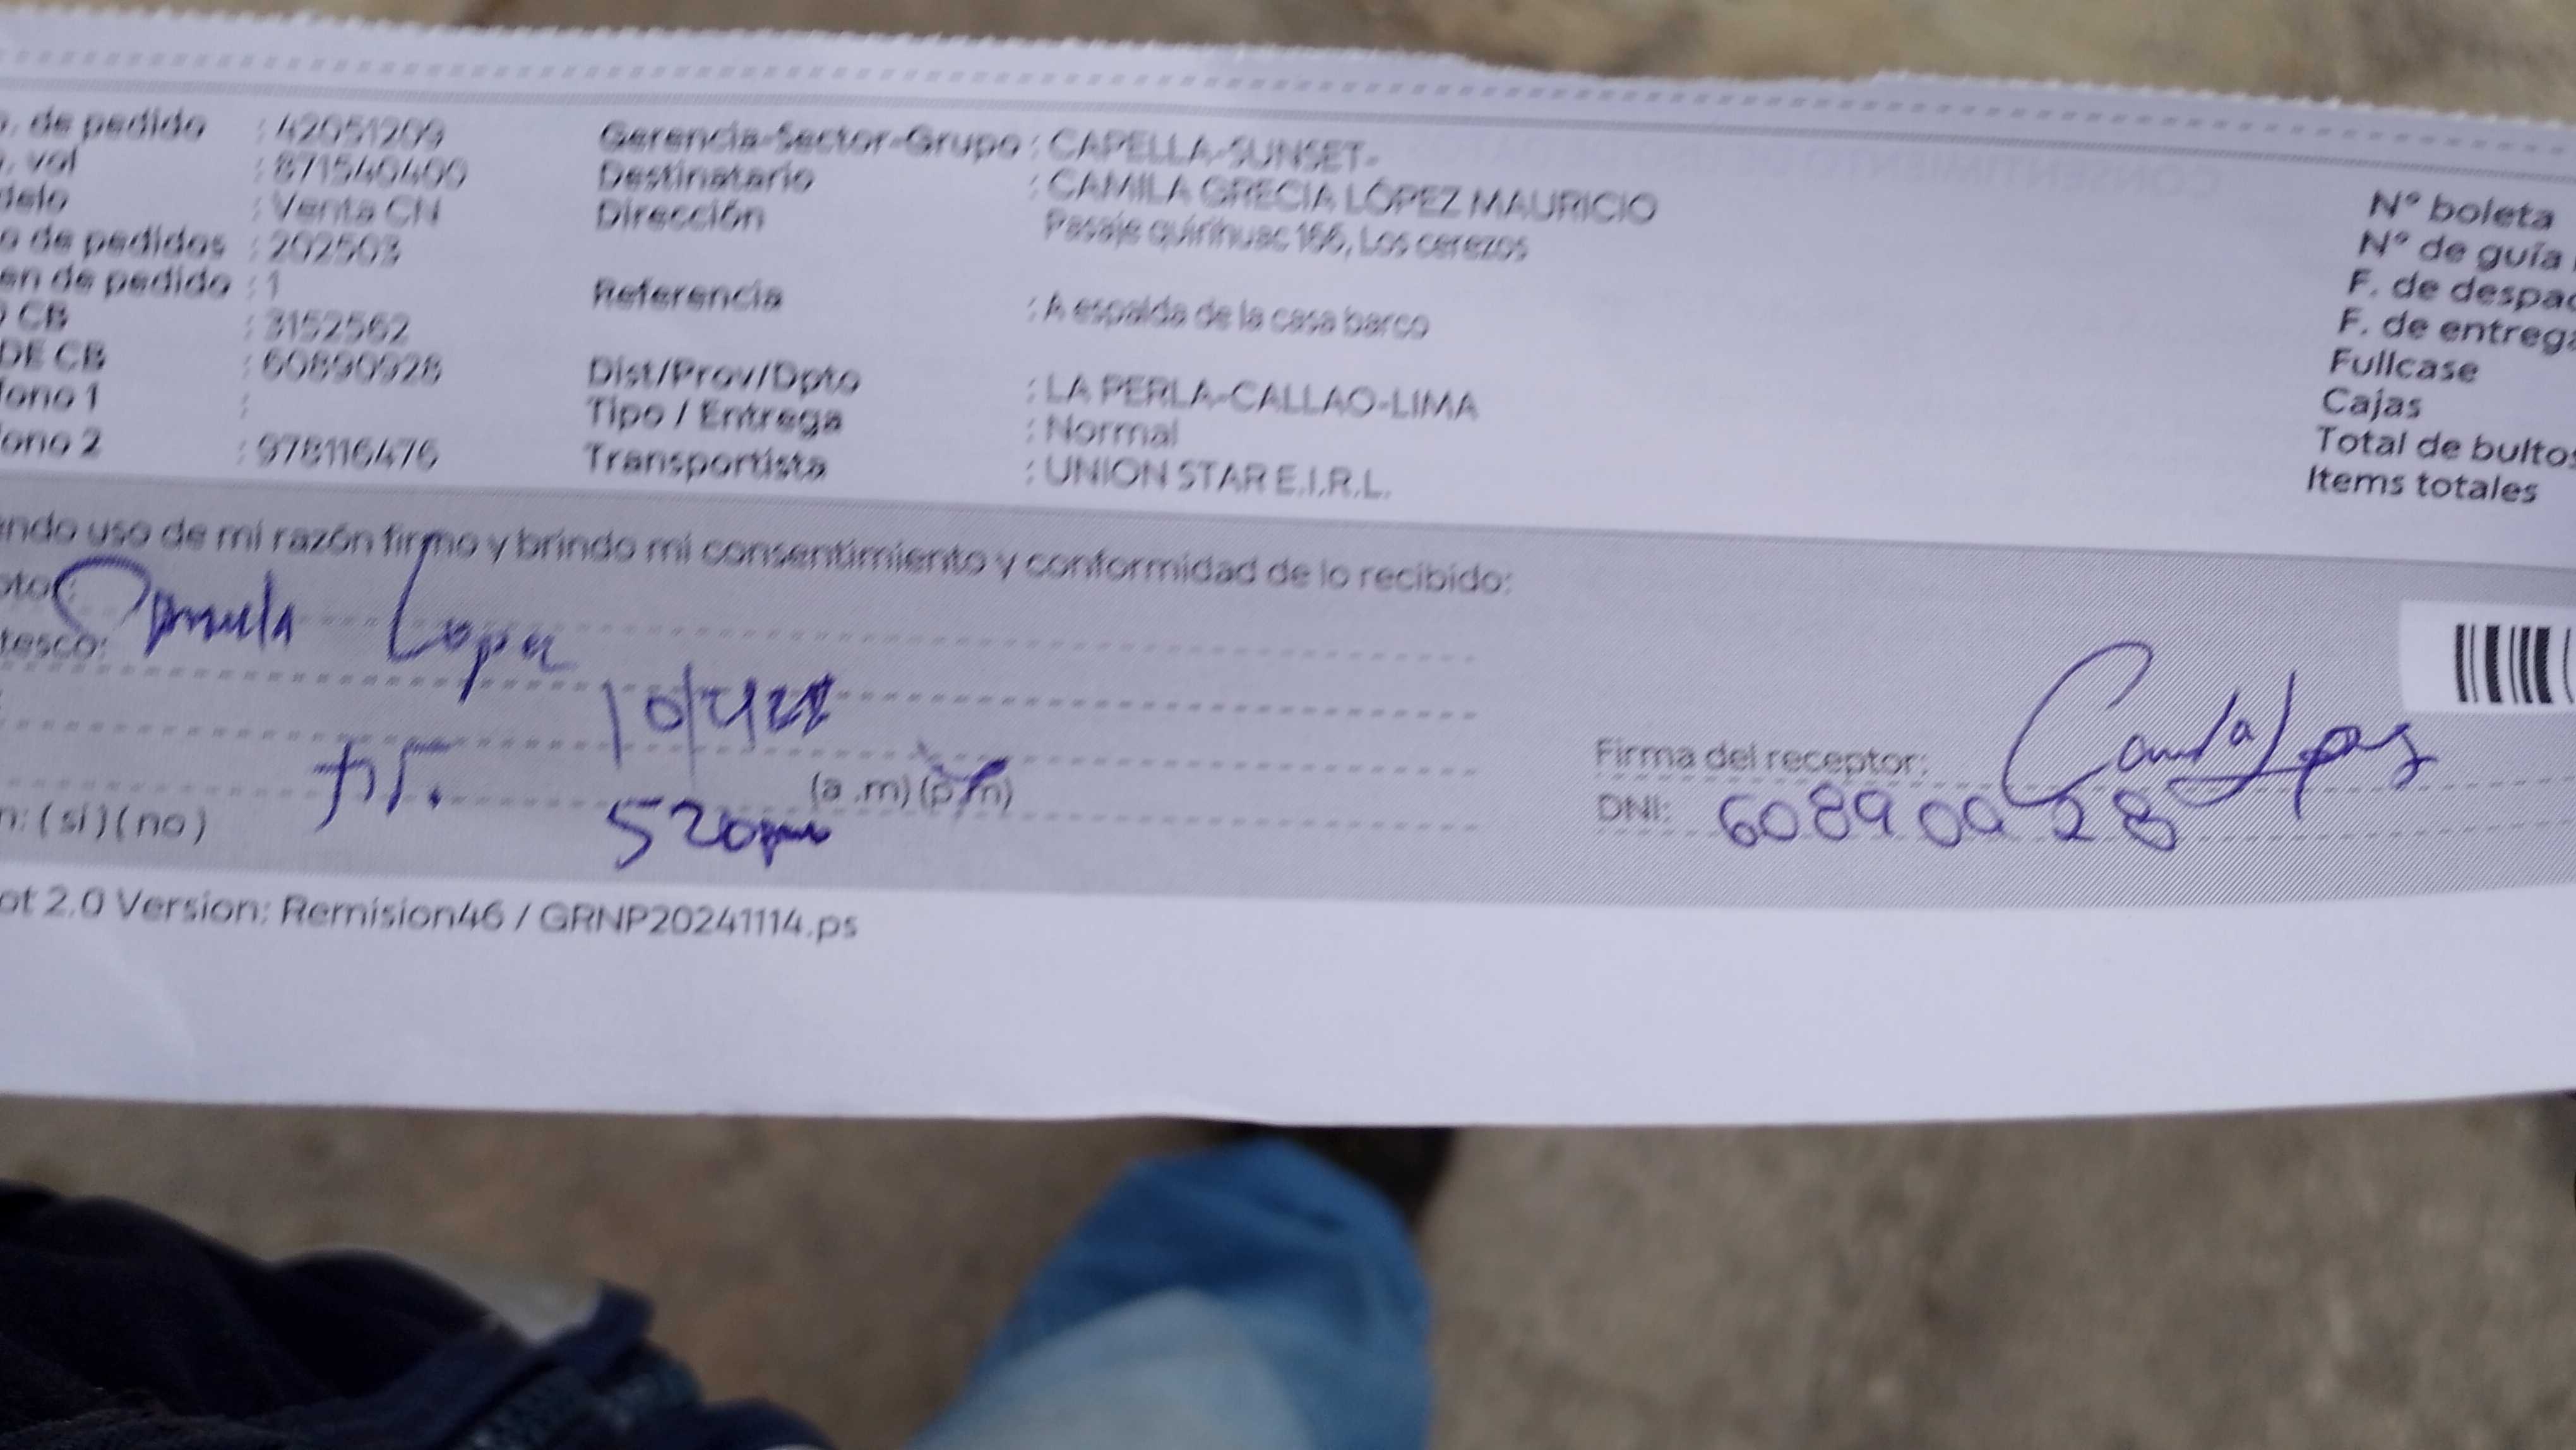 . de pedido : 42051209
. vol : 871540400
delo : Venta CN
o de pedidos : 202503
en de pedido : 1
O CB : 3152562
DE CB : 60890928
fono 1 :
fono 2 : 978116476
Gerencia-Sector-Grupo : CAPELLA-SUNSET-
Destinatario : CAMILA GRECIA LÓPEZ MAURICIO
Dirección Pasaje quirihuac 166, Los cerezos
Referencia : A espalda de la casa barco
Dist/Prov/Dpto : LA PERLA-CALLAO-LIMA
Tipo / Entrega : Normal
Transportista : UNION STAR E.I.R.L.
N° boleta
N° de guía
F. de despac
F. de entrega
Fullcase
Cajas
Total de bultos
Items totales
ndo uso de mi razón firmo y brindo mi consentimiento y conformidad de lo recibido:
ptor: Lopez
tesco:
(a .m) (p.m)
n: ( sí ) ( no ) 520pm
Firma del receptor:
DNI: 60890928
ot 2.0 Version: Remision46 / GRNP20241114.ps